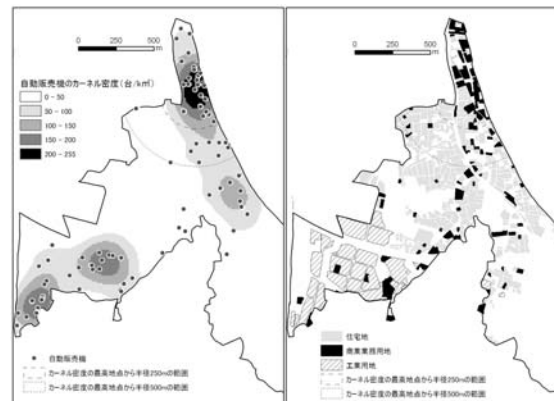 0 250 500
m
自動販売機のカーネル密度(台/k㎡)
0 - 50
50 - 100
100 - 150
150 - 200
200 - 255
自動販売機
カーネル密度の最高地点から半径250mの範囲
カーネル密度の最高地点から半径500mの範囲
0 250 500
m
住宅地
商業業務用地
工業用地
カーネル密度の最高地点から半径250mの範囲
カーネル密度の最高地点から半径500mの範囲